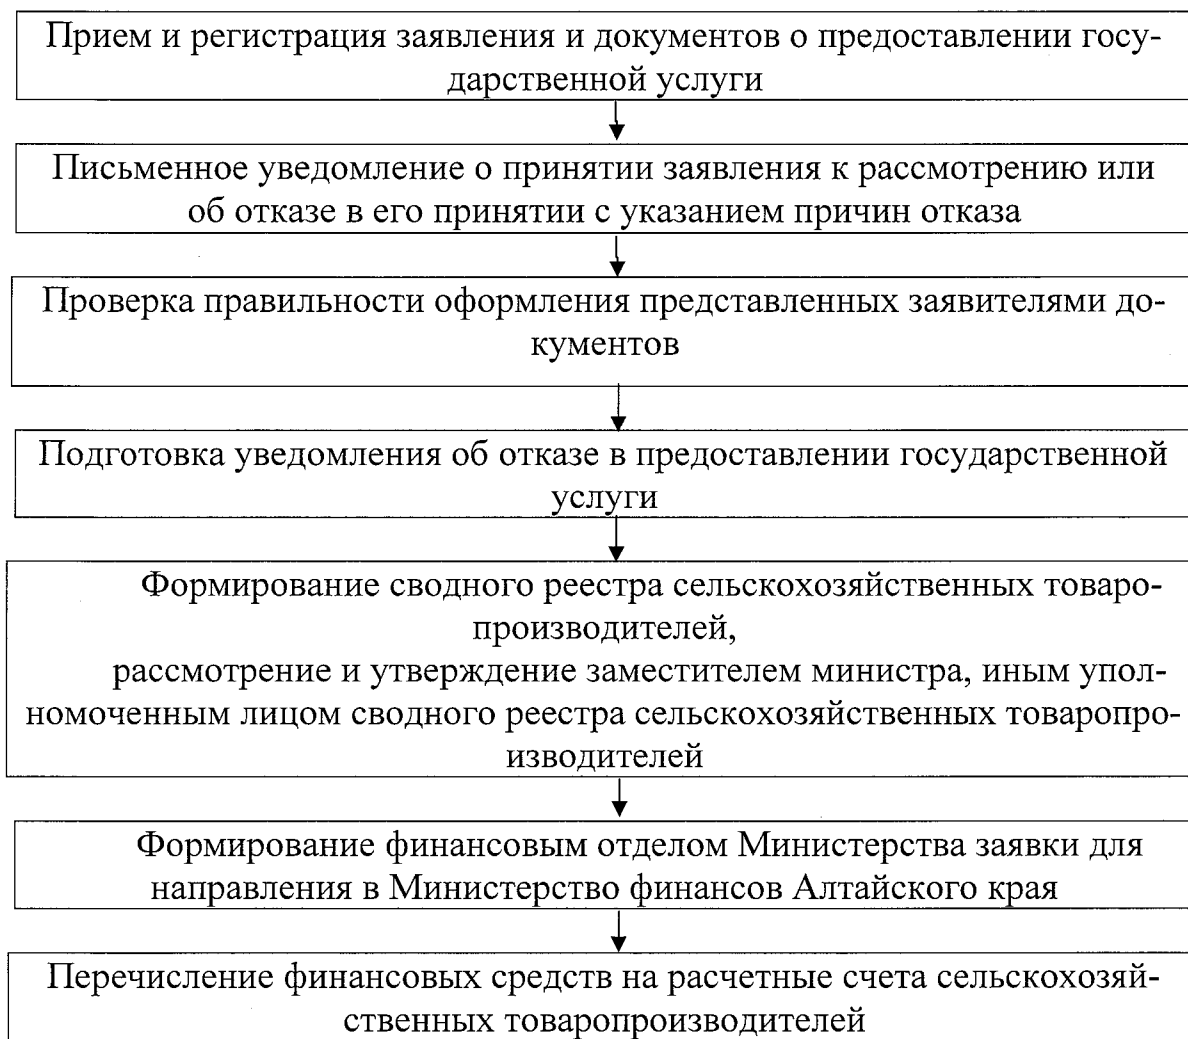 Прием и регистрация заявления и документов о предоставлении госу-
дарственной услуги
Письменное уведомление о принятии заявления к рассмотрению или
об отказе в его принятии с указанием причин отказа
Проверка правильности оформления представленных заявителями до-
кументов
Подготовка уведомления об отказе в предоставлении государственной
услуги
Формирование сводного реестра сельскохозяйственных товаро-
производителей,
рассмотрение и утверждение заместителем министра, иным упол-
номоченным лицом сводного реестра сельскохозяйственных товаропро-
изводителей
Формирование финансовым отделом Министерства заявки для
направления в Министерство финансов Алтайского края
Перечисление финансовых средств на расчетные счета сельскохозяй-
ственных товаропроизводителей